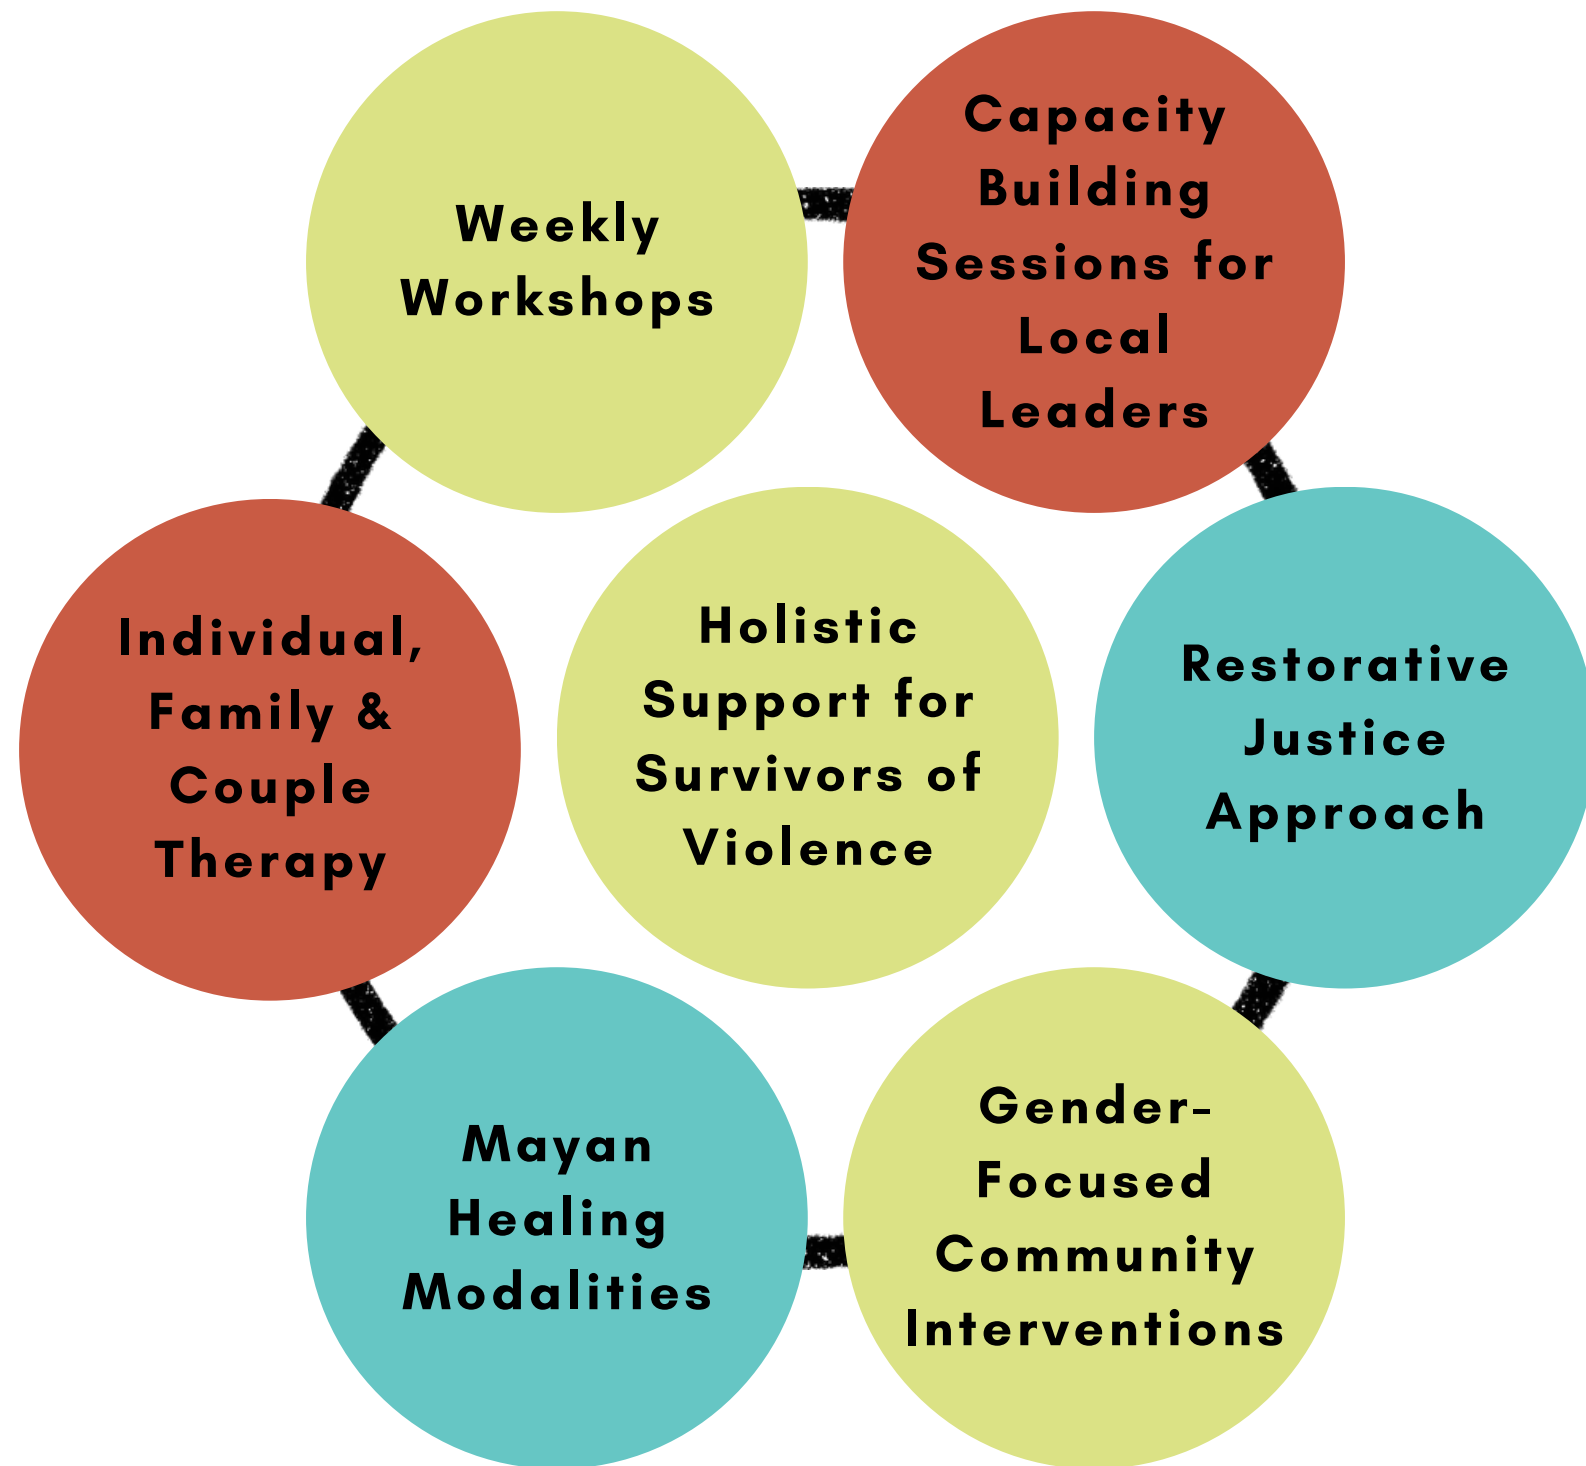 Weekly
Workshops
Capacity
Building
Sessions for
Local
Leaders
Individual,
Family &
Couple
Therapy
Holistic
Support for
Survivors of
Violence
Restorative
Justice
Approach
Mayan
Healing
Modalities
Gender-
Focused
Community
Interventions